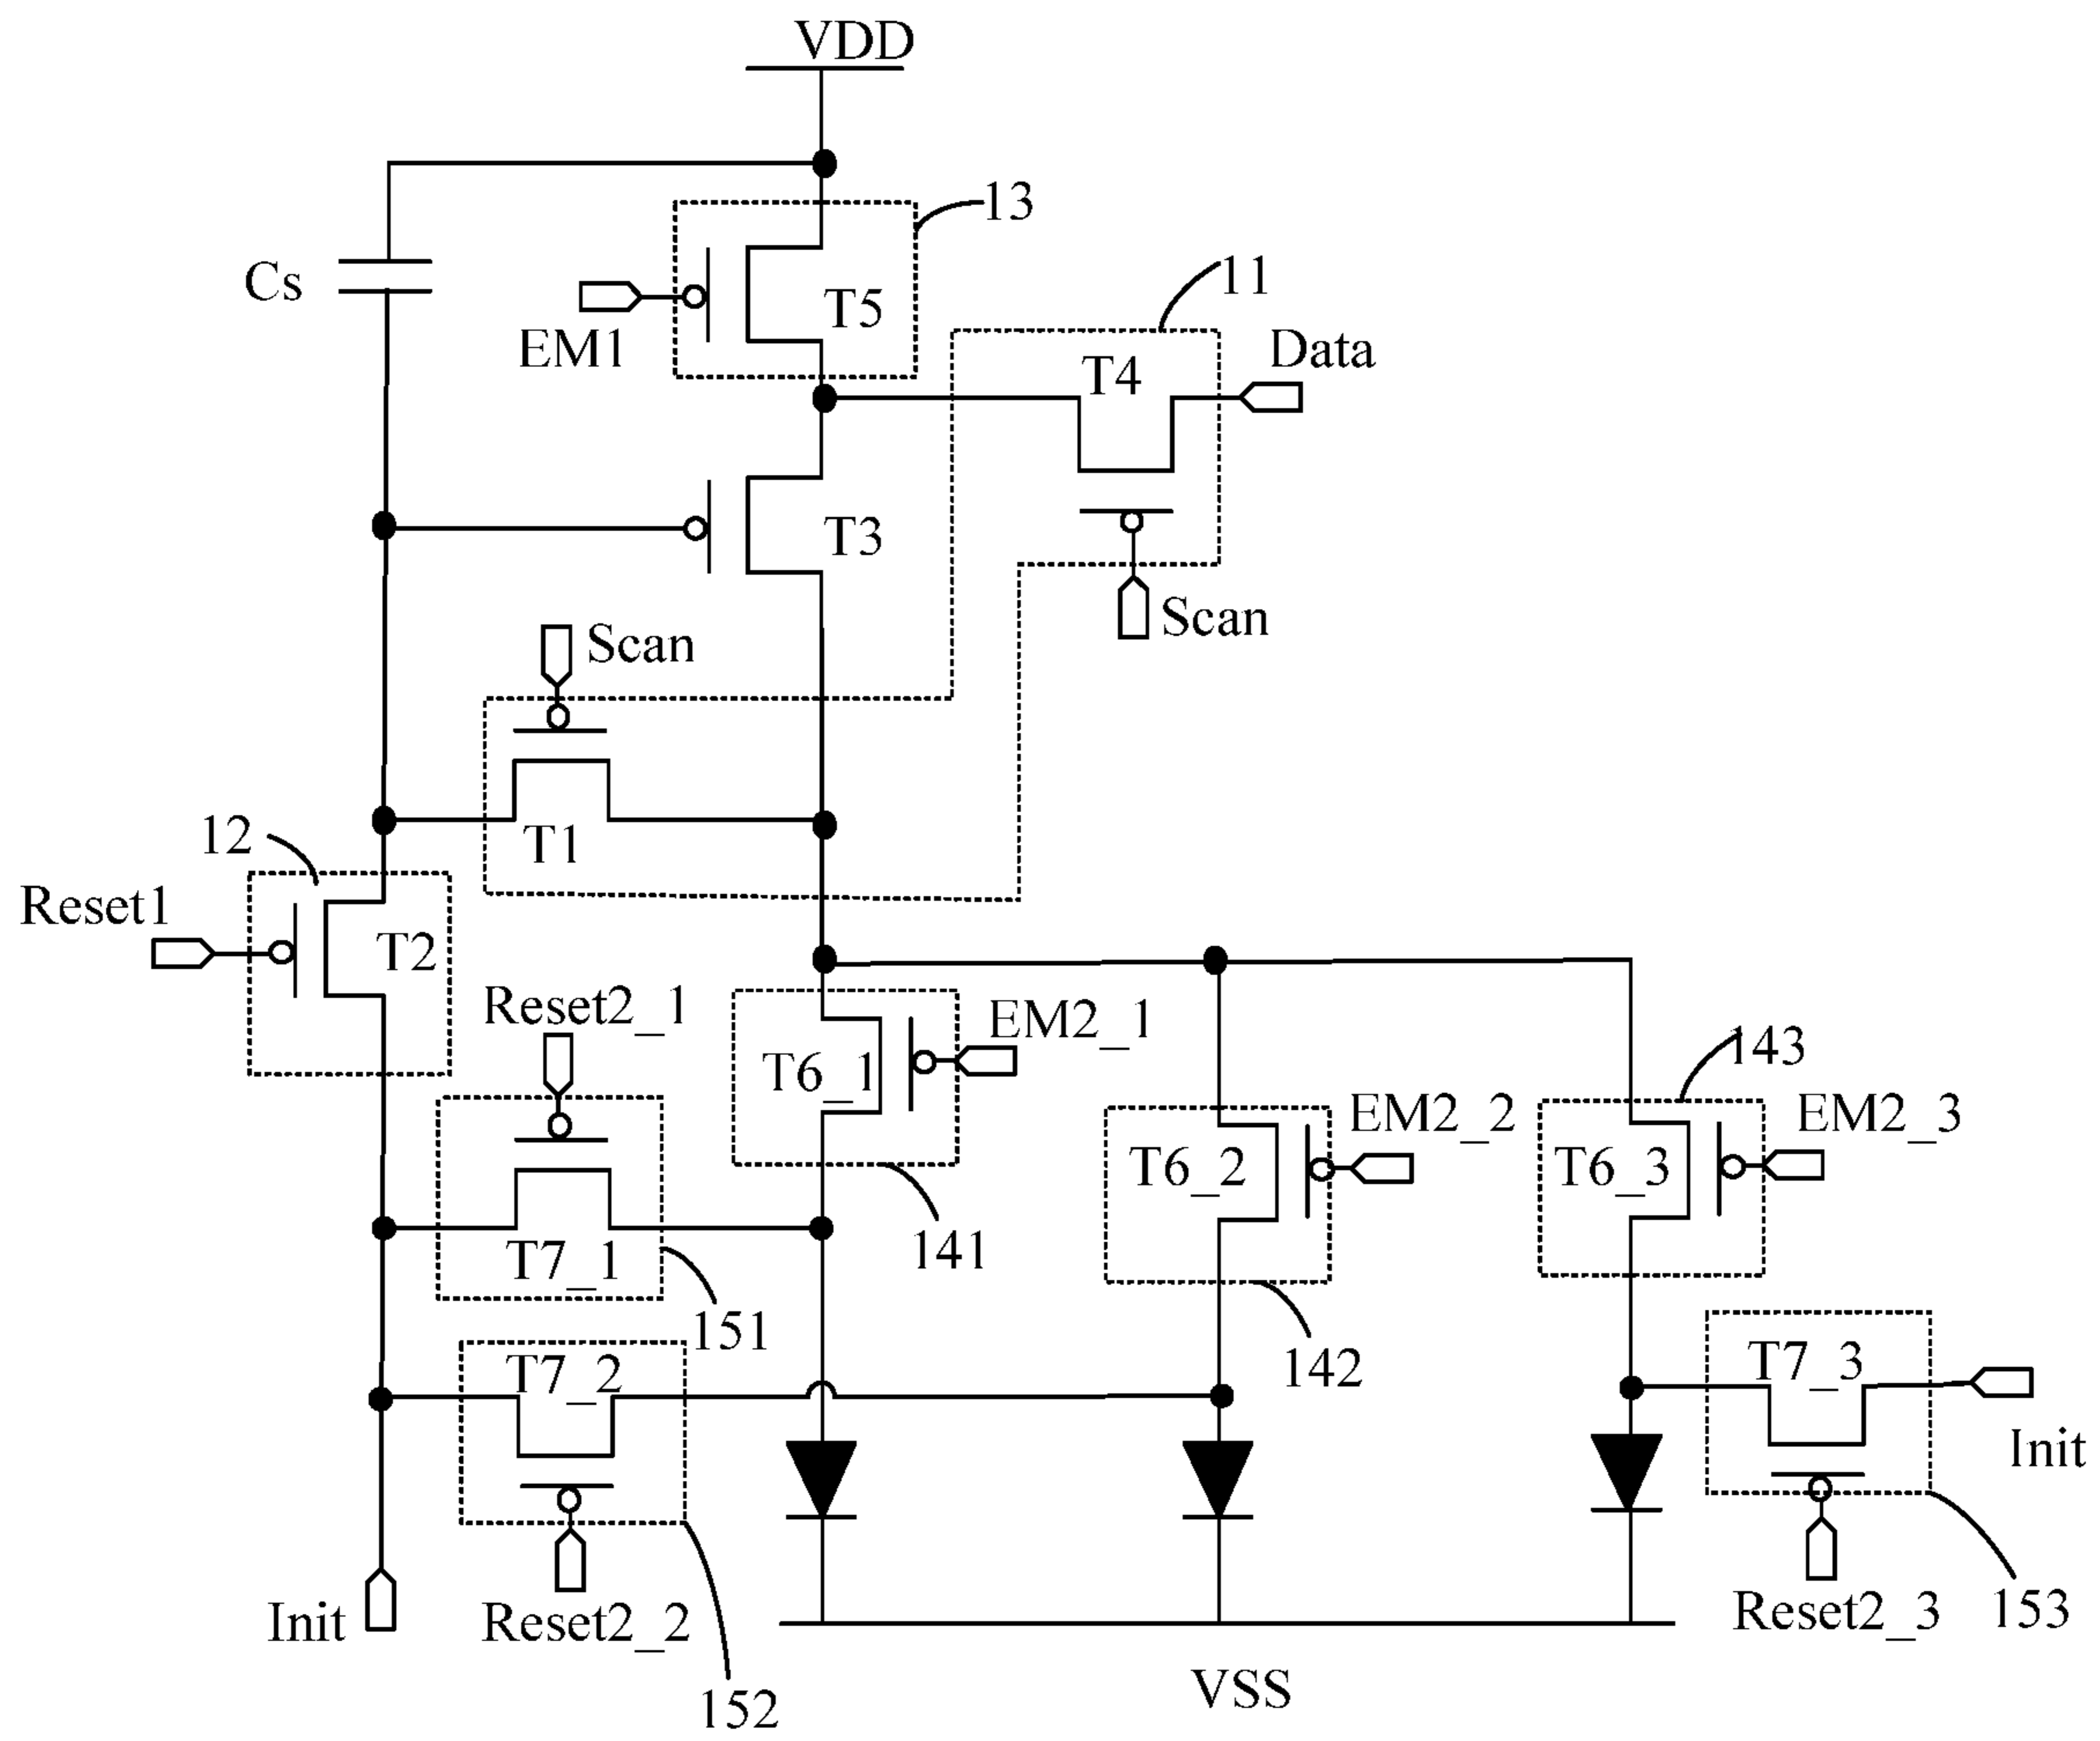 VDD
13
Cs
T5
EM1
11
T4
Data
T3
Scan
Scan
T1
12
Reset1
T2
Reset2_1
T6_1
EM2_1
143
T6_2
EM2_2
T6_3
EM2_3
T7_1
141
151
142
T7_2
T7_3
Init
Init
Reset2_2
Reset2_3
153
152
VSS